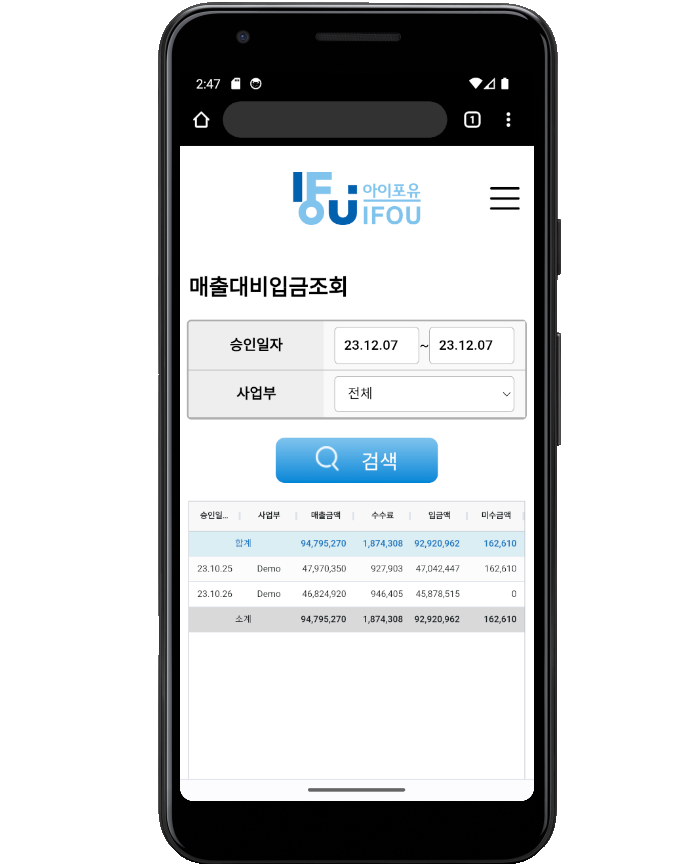 2:47
1
IFOU 아이포유
IFOU
매출대비입금조회
승인일자 23.12.07 ~ 23.12.07
사업부 전체
검색
승인일... 사업부 매출금액 수수료 입금액 미수금액
합계 94,795,270 1,874,308 92,920,962 162,610
23.10.25 Demo 47,970,350 927,903 47,042,447 162,610
23.10.26 Demo 46,824,920 946,405 45,878,515 0
소계 94,795,270 1,874,308 92,920,962 162,610